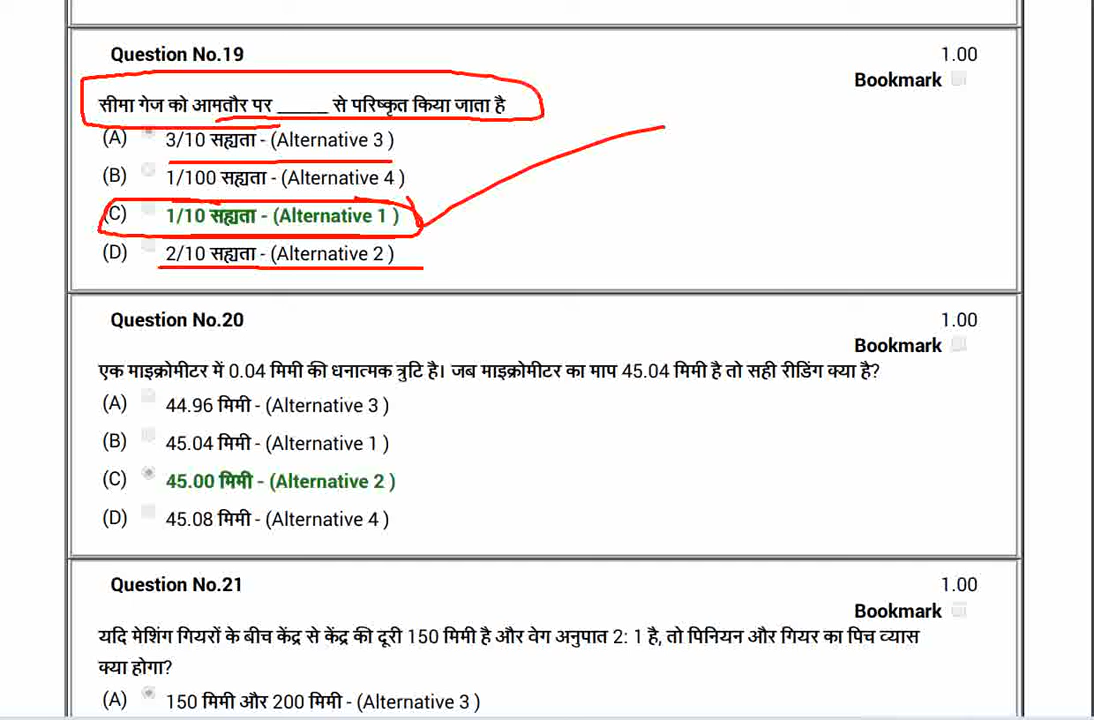 Question No.19
1.00
Bookmark
सीमा गेज को आमतौर पर ______ से परिष्कृत किया जाता है
(A) 3/10 सह्यता - (Alternative 3 )
(B) 1/100 सह्यता - (Alternative 4 )
(C) 1/10 सह्यता - (Alternative 1 )
(D) 2/10 सह्यता - (Alternative 2 )
Question No.20
1.00
Bookmark
एक माइक्रोमीटर में 0.04 मिमी की धनात्मक त्रुटि है। जब माइक्रोमीटर का माप 45.04 मिमी है तो सही रीडिंग क्या है?
(A) 44.96 मिमी - (Alternative 3 )
(B) 45.04 मिमी - (Alternative 1 )
(C) 45.00 मिमी - (Alternative 2 )
(D) 45.08 मिमी - (Alternative 4 )
Question No.21
1.00
Bookmark
यदि मेशिंग गियरों के बीच केंद्र से केंद्र की दूरी 150 मिमी है और वेग अनुपात 2: 1 है, तो पिनियन और गियर का पिच व्यास
क्या होगा?
(A) 150 मिमी और 200 मिमी - (Alternative 3 )